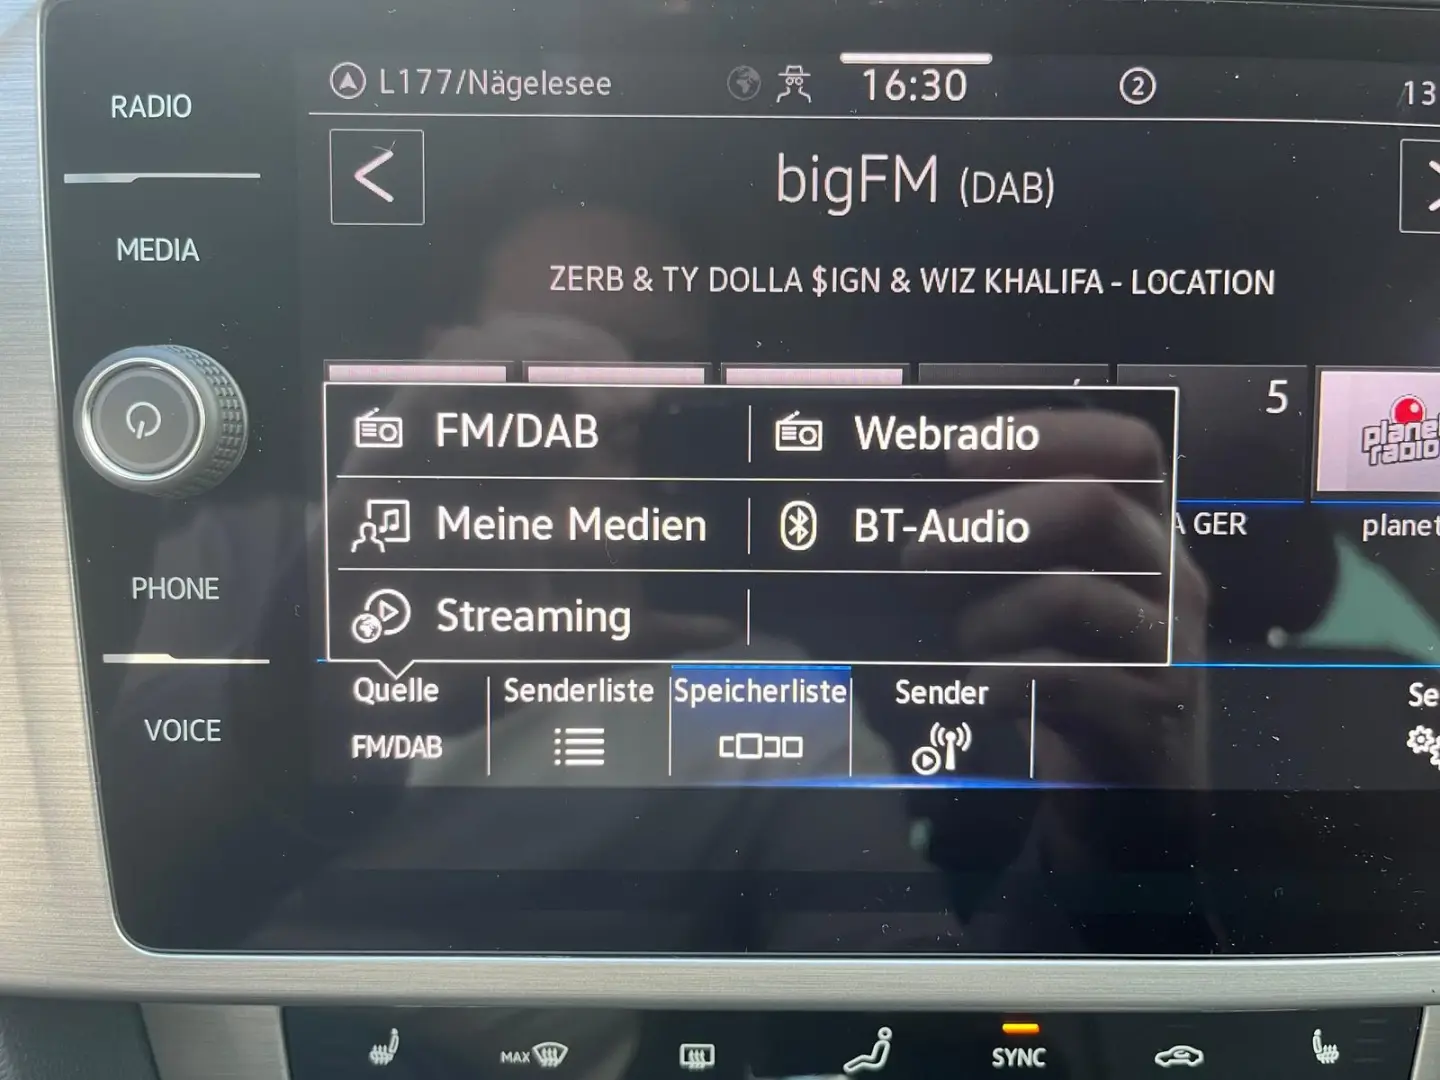 RADIO
MEDIA
PHONE
VOICE
L177/Nägelesee
16:30
2
13
bigFM (DAB)
ZERB & TY DOLLA $IGN & WIZ KHALIFA - LOCATION
5
planet
radio
FM/DAB
Webradio
Meine Medien
BT-Audio
A GER
planet
Streaming
Quelle
FM/DAB
Senderliste
Speicherliste
Sender
Se
MAX
SYNC